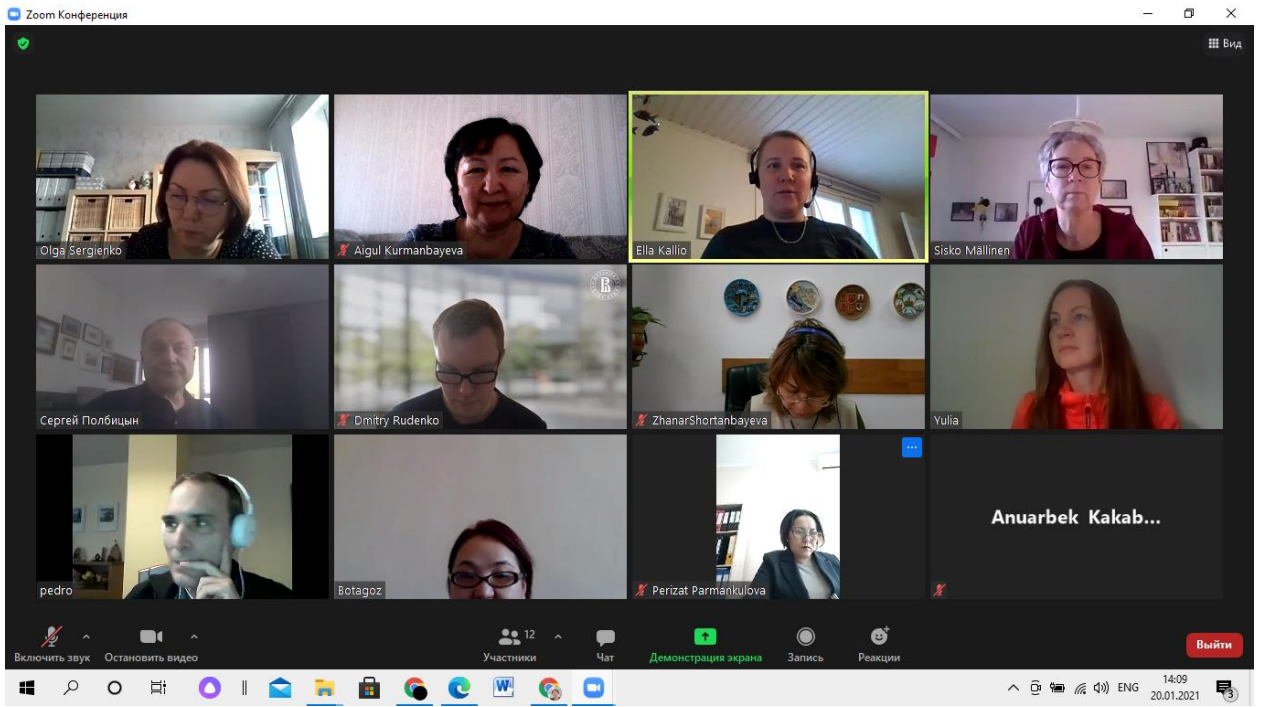 Zoom Конференция
Вид
Olga Sergienko
Aigul Kurmanbayeva
Ella Kallio
Sisko Mällinen
Сергей Полбицын
Dmitry Rudenko
ZhanarShortanbayeva
Yulia
pedro
Botagoz
Perizat Parmankulova
Anuarbek Kakab...
Включить звук
Остановить видео
12
Участники
Чат
Демонстрация экрана
Запись
Реакции
Выйти
ENG
14:09
20.01.2021
3